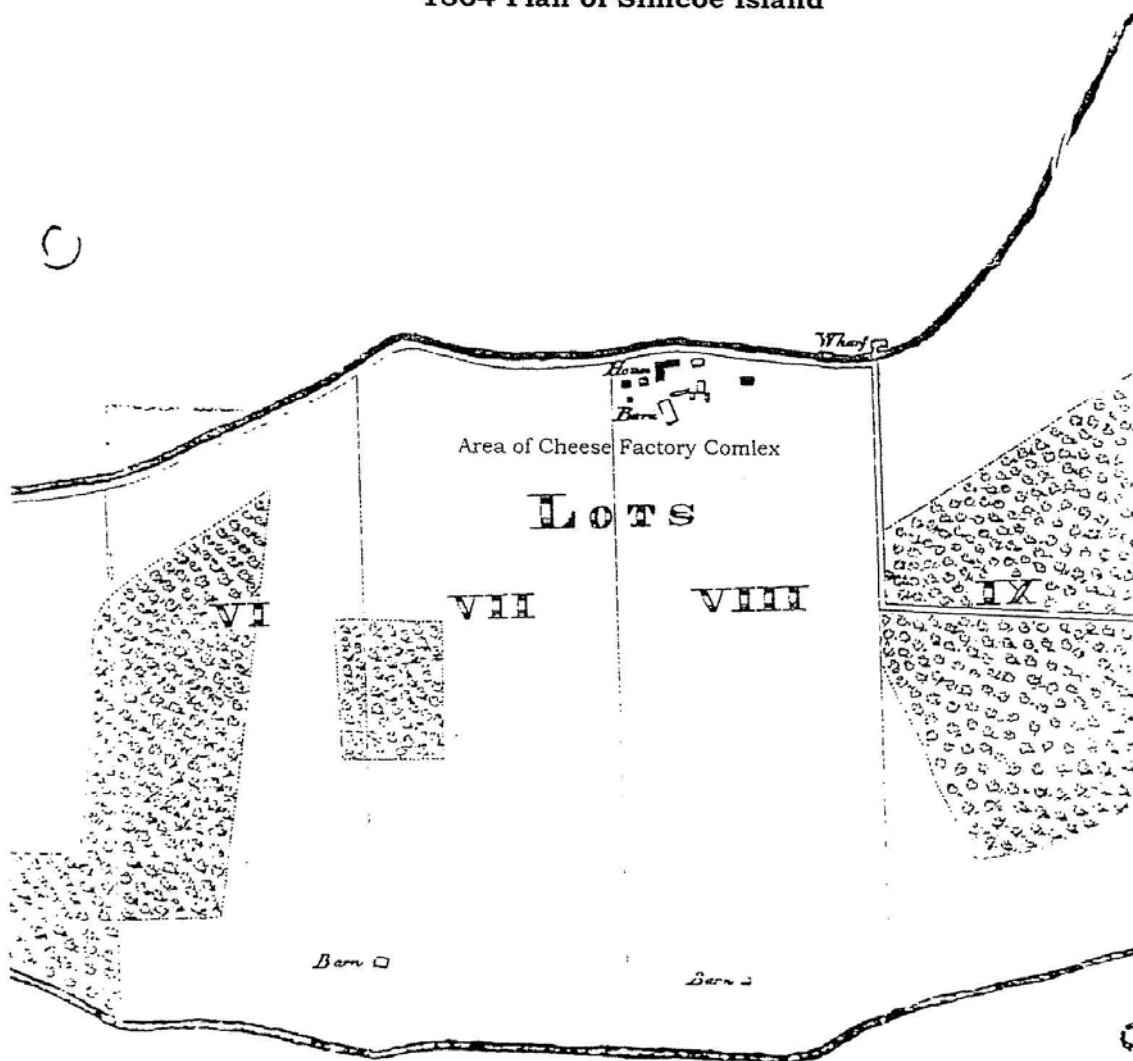 1864 Plan of Simcoe Island
Wharf
House
Barn
Area of Cheese Factory Comlex
LOTS
VI
VII
VIII
IX
Barn
Barn